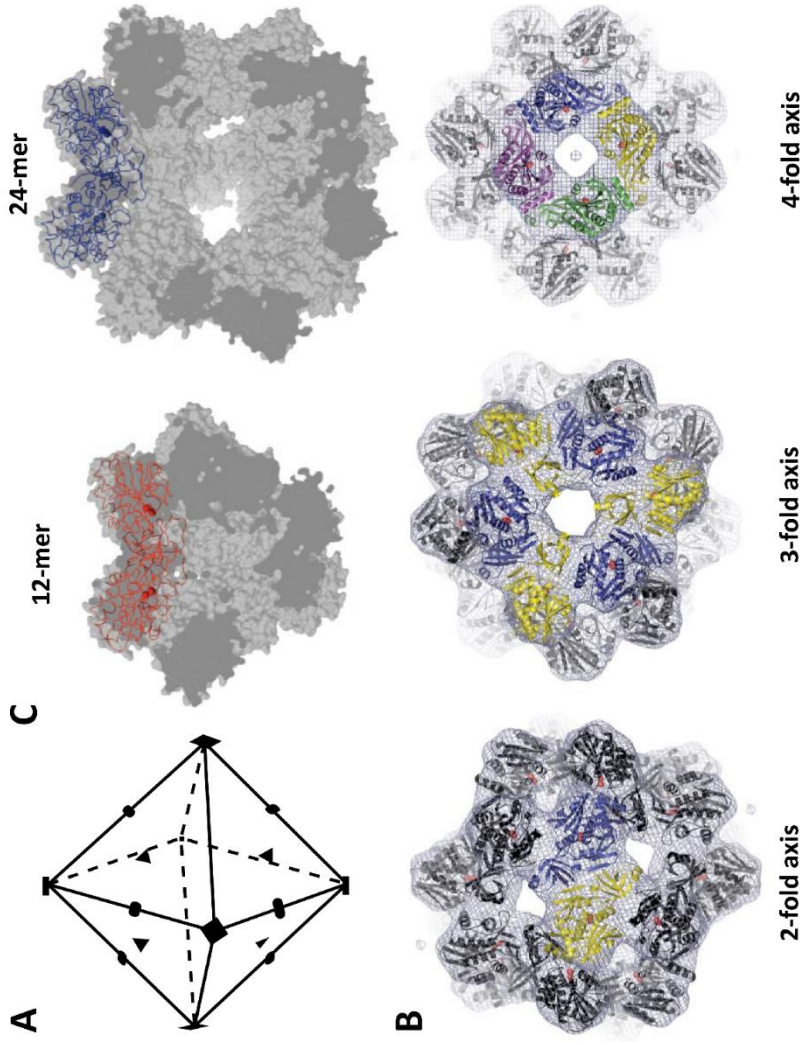 A
C
12-mer
24-mer
B
2-fold axis
3-fold axis
4-fold axis